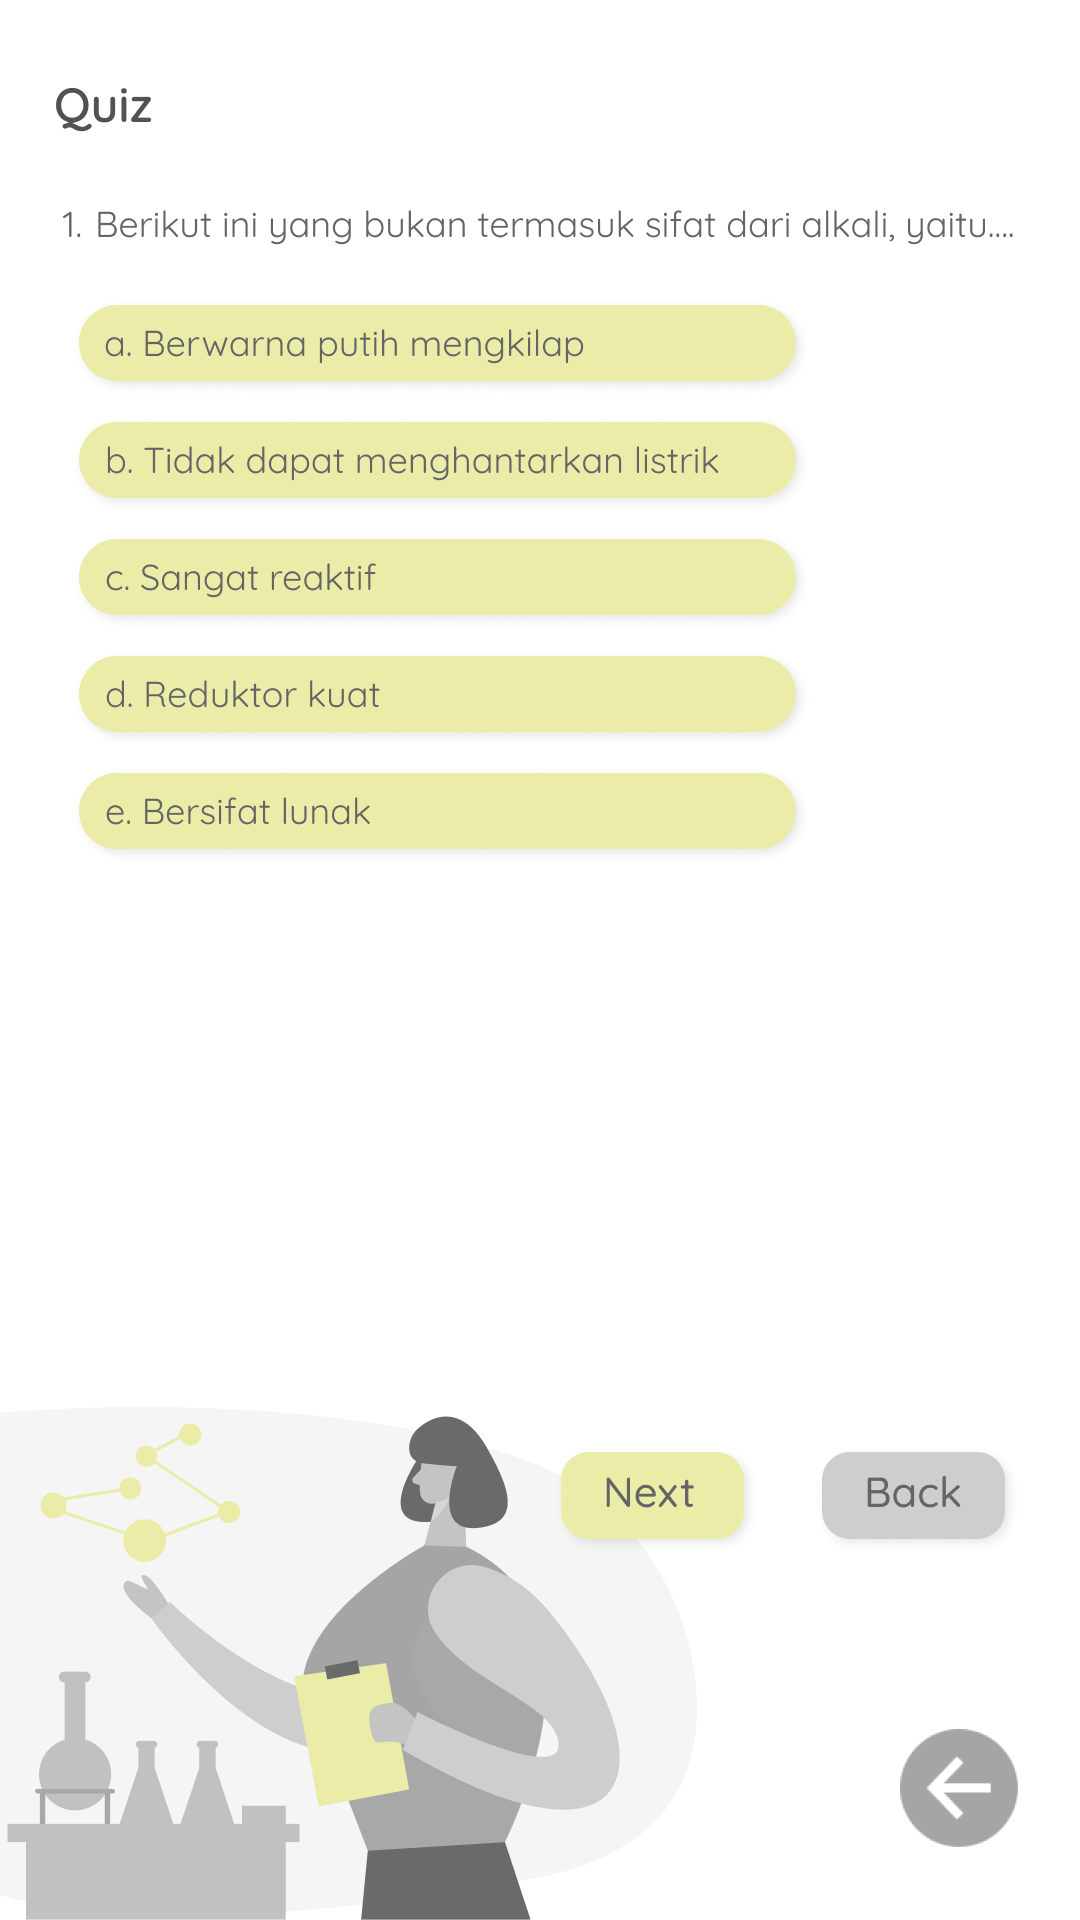 Quiz
1. Berikut ini yang bukan termasuk sifat dari alkali, yaitu....
a. Berwarna putih mengkilap
b. Tidak dapat menghantarkan listrik
c. Sangat reaktif
d. Reduktor kuat
e. Bersifat lunak
Next
Back